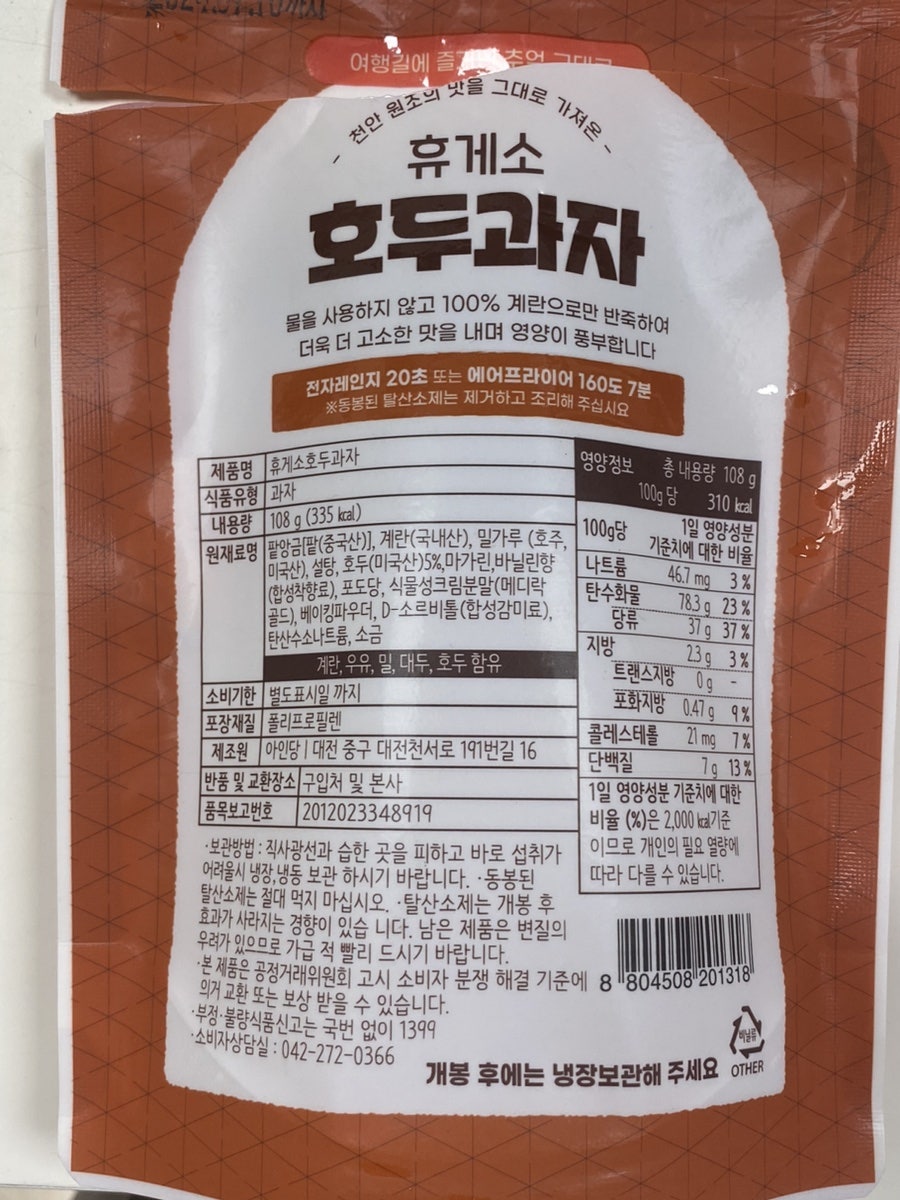 여행길에
천안 원조의 맛을 그대로 가져온
휴게소
호두과자
물을 사용하지 않고 100% 계란으로만 반죽하여
더욱 더 고소한 맛을 내며 영양이 풍부합니다
전자레인지 20초 또는 에어프라이어 160도 7분
※동봉된 탈산소제는 제거하고 조리해 주십시요
제품명 휴게소호두과자
식품유형 과자
내용량 108 g (335 kcal)
원재료명 팥앙금[팥(중국산)], 계란(국내산), 밀가루 (호주,
미국산), 설탕, 호두(미국산)5%,마가린,바닐린향
(합성착향료), 포도당, 식물성크림분말(메디락
골드), 베이킹파우더, D-소르비톨(합성감미료),
탄산수소나트륨, 소금
계란, 우유, 밀, 대두, 호두 함유
소비기한 별도표시일 까지
포장재질 폴리프로필렌
제조원 아인당 | 대전 중구 대전천서로 191번길 16
반품 및 교환장소 구입처 및 본사
품목보고번호 2012023348919
영양정보 총 내용량 108 g
100g 당 310 kcal
100g당 1일 영양성분
기준치에 대한 비율
나트륨 46.7 mg 3 %
탄수화물 78.3 g 23 %
당류 37 g 37 %
지방 2.3 g 3 %
트랜스지방 0 g -
포화지방 0.47 g 9 %
콜레스테롤 21 mg 7 %
단백질 7 g 13 %
1일 영양성분 기준치에 대한
비율 (%)은 2,000 kcal기준
이므로 개인의 필요 열량에
따라 다를 수 있습니다.
·보관방법 : 직사광선과 습한 곳을 피하고 바로 섭취가
어려울시 냉장,냉동 보관 하시기 바랍니다. ·동봉된
탈산소제는 절대 먹지 마십시오. ·탈산소제는 개봉 후
효과가 사라지는 경향이 있습 니다. 남은 제품은 변질의
우려가 있으므로 가급 적 빨리 드시기 바랍니다.
·본 제품은 공정거래위원회 고시 소비자 분쟁 해결 기준에
의거 교환 또는 보상 받을 수 있습니다.
·부정·불량식품신고는 국번 없이 1399
·소비자상담실 : 042-272-0366
8 804508 201318
비닐류
OTHER
개봉 후에는 냉장보관해 주세요